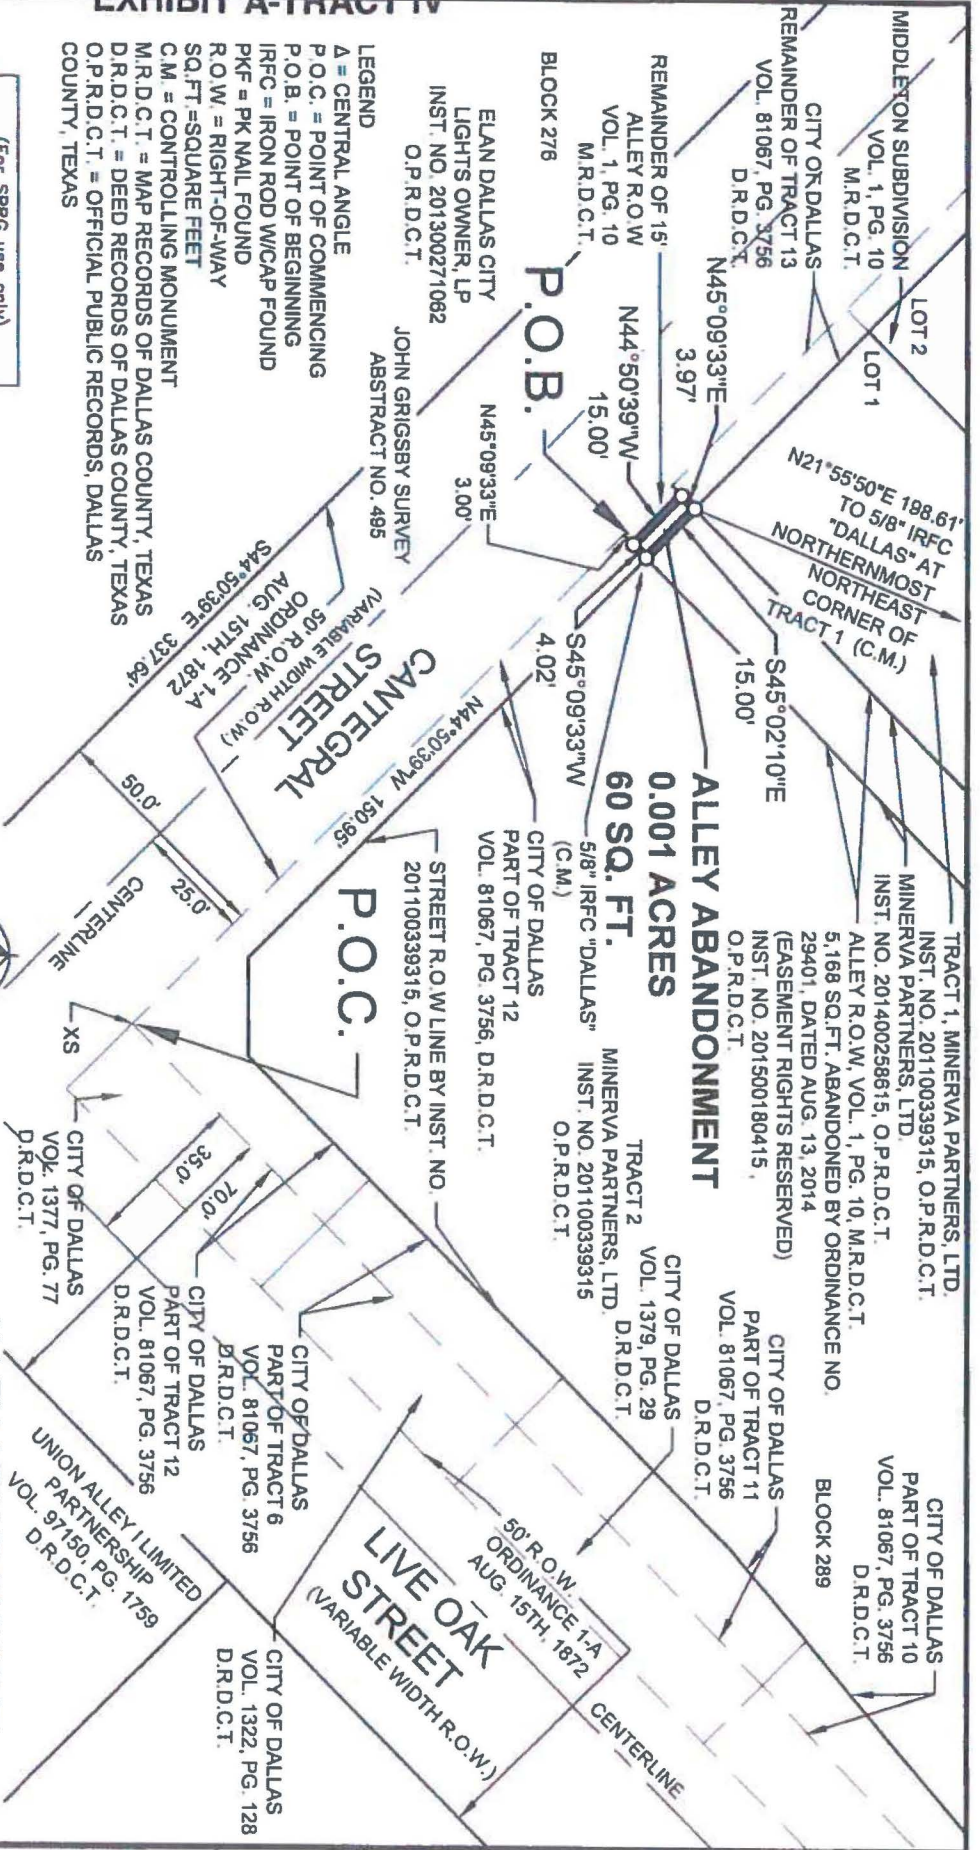 EXHIBIT A-TRACT IV
MIDDLETON SUBDIVISION
VOL. 1, PG. 10
M.R.D.C.T.
LOT 2
LOT 1
CITY OF DALLAS
REMAINDER OF TRACT 13
VOL. 81067, PG. 3756
D.R.D.C.T.
N45°09'33"E
3.97'
REMAINDER OF 15'
ALLEY R.O.W
VOL. 1, PG. 10
M.R.D.C.T.
N44°50'39"W
15.00'
BLOCK 276
P.O.B.
ELAN DALLAS CITY
LIGHTS OWNER, LP
INST. NO. 201300271062
O.P.R.D.C.T.
N45°09'33"E
3.00'
JOHN GRIGSBY SURVEY
ABSTRACT NO. 495
LEGEND
Δ = CENTRAL ANGLE
P.O.C. = POINT OF COMMENCING
P.O.B. = POINT OF BEGINNING
IRFC = IRON ROD W/CAP FOUND
PKF = PK NAIL FOUND
R.O.W. = RIGHT-OF-WAY
SQ.FT.=SQUARE FEET
C.M. = CONTROLLING MONUMENT
M.R.D.C.T. = MAP RECORDS OF DALLAS COUNTY, TEXAS
D.R.D.C.T. = DEED RECORDS OF DALLAS COUNTY, TEXAS
O.P.R.D.C.T. = OFFICIAL PUBLIC RECORDS, DALLAS
COUNTY, TEXAS
(For SPRG use only)
N21°55'50"E 198.61'
TO 5/8" IRFC
"DALLAS" AT
NORTHERNMOST
NORTHEAST
CORNER OF
TRACT 1 (C.M.)
S45°02'10"E
15.00'
S45°09'33"W
4.02'
TRACT 1, MINERVA PARTNERS, LTD.
INST. NO. 201100339315, O.P.R.D.C.T.
MINERVA PARTNERS, LTD.
INST. NO. 201400258615, O.P.R.D.C.T.
ALLEY R.O.W, VOL. 1, PG. 10, M.R.D.C.T.
5,168 SQ.FT. ABANDONED BY ORDINANCE NO.
29401, DATED AUG. 13, 2014
(EASEMENT RIGHTS RESERVED)
INST. NO. 201500180415,
O.P.R.D.C.T.
ALLEY ABANDONMENT
0.001 ACRES
60 SQ. FT.
5/8" IRFC "DALLAS"
(C.M.)
CITY OF DALLAS
PART OF TRACT 12
VOL. 81067, PG. 3756, D.R.D.C.T.
STREET R.O.W LINE BY INST. NO.
201100339315, O.P.R.D.C.T.
P.O.C.
N44°50'39"W 150.95'
CANTEGRAL
STREET
(VARIABLE WIDTH R.O.W.)
50' R.O.W.
ORDINANCE 1-A
AUG. 15TH, 1872
S44°50'39"E
337.64'
50.0'
25.0'
CENTERLINE
XS
TRACT 2
MINERVA PARTNERS, LTD.
INST. NO. 201100339315
O.P.R.D.C.T.
CITY OF DALLAS
VOL. 1379, PG. 29
D.R.D.C.T.
CITY OF DALLAS
PART OF TRACT 11
VOL. 81067, PG. 3756
D.R.D.C.T.
BLOCK 289
CITY OF DALLAS
PART OF TRACT 10
VOL. 81067, PG. 3756
D.R.D.C.T.
50' R.O.W.
ORDINANCE 1-A
AUG. 15TH, 1872
LIVE OAK
STREET
(VARIABLE WIDTH R.O.W.)
CENTERLINE
35.0'
70.0'
CITY OF DALLAS
VOL. 1377, PG. 77
D.R.D.C.T.
CITY OF DALLAS
PART OF TRACT 12
VOL. 81067, PG. 3756
D.R.D.C.T.
CITY OF DALLAS
PART OF TRACT 6
VOL. 81067, PG. 3756
D.R.D.C.T.
CITY OF DALLAS
VOL. 1322, PG. 128
D.R.D.C.T.
UNION ALLEY I LIMITED
PARTNERSHIP
VOL. 97150, PG. 1759
D.R.D.C.T.